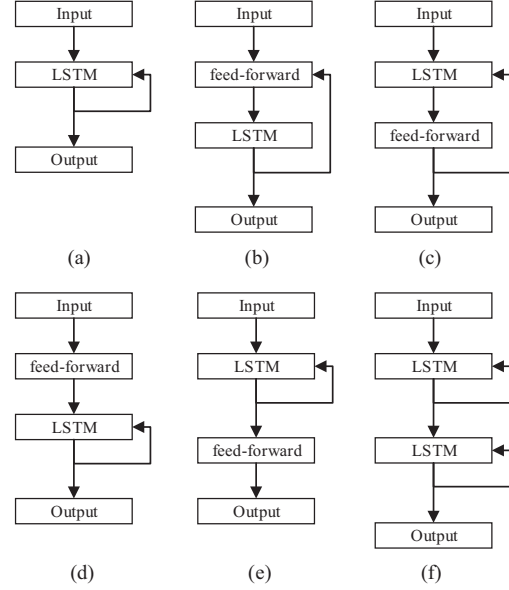 Input
LSTM
Output
(a)
Input
feed-forward
LSTM
Output
(b)
Input
LSTM
feed-forward
Output
(c)
Input
feed-forward
LSTM
Output
(d)
Input
LSTM
feed-forward
Output
(e)
Input
LSTM
LSTM
Output
(f)